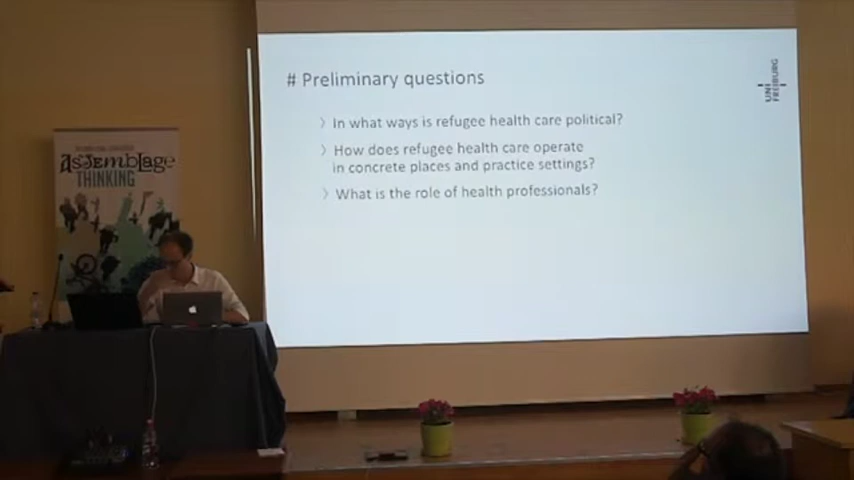 # Preliminary questions
〉 In what ways is refugee health care political?
〉 How does refugee health care operate
in concrete places and practice settings?
〉 What is the role of health professionals?
UNI
FREIBURG
assemblage
THINKING